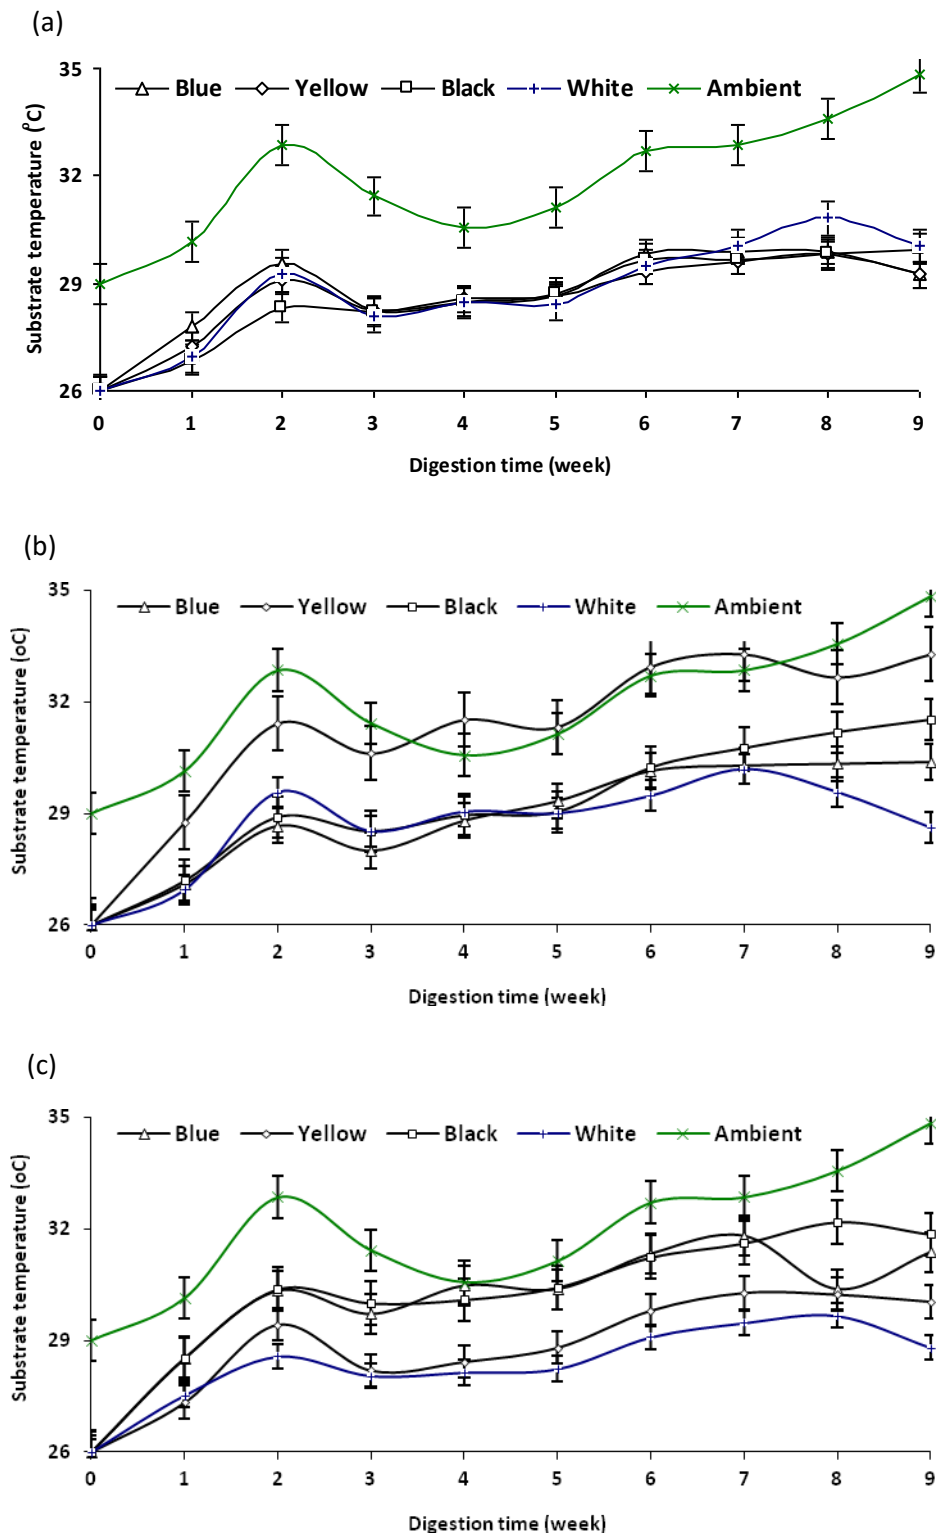 (a)
35
Blue Yellow Black White Ambient
32
29
26
Substrate temperature (°C)
0 1 2 3 4 5 6 7 8 9
Digestion time (week)
(b)
35
Blue Yellow Black White Ambient
32
29
26
Substrate temperature (oC)
0 1 2 3 4 5 6 7 8 9
Digestion time (week)
(c)
35
Blue Yellow Black White Ambient
32
29
26
Substrate temperature (oC)
0 1 2 3 4 5 6 7 8 9
Digestion time (week)